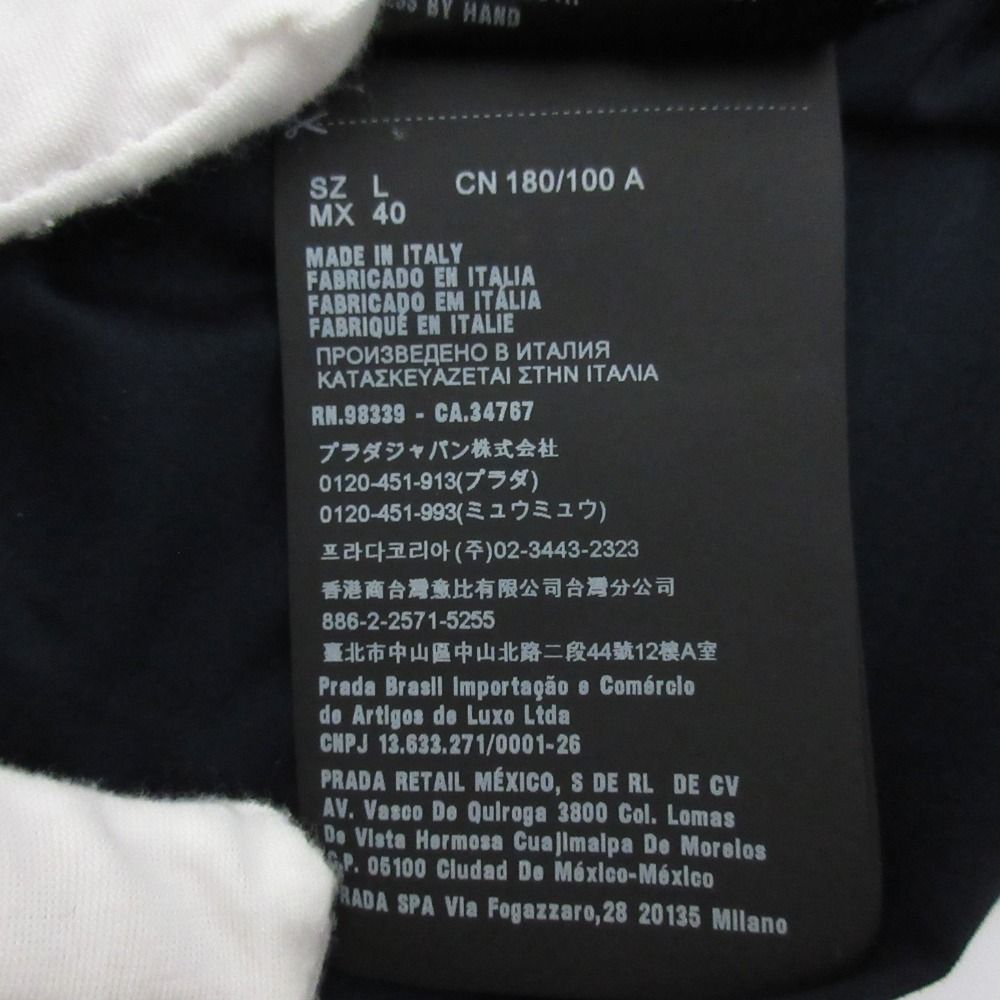 BY HAND
SZ L CN 180/100 A
MX 40
MADE IN ITALY
FABRICADO EN ITALIA
FABRICADO EM ITÁLIA
FABRIQUÉ EN ITALIE
ПРОИЗВЕДЕНО В ИТАЛИЯ
ΚΑΤΑΣΚΕΥΑΖΕΤΑΙ ΣΤΗΝ ΙΤΑΛΙΑ
RN.98339 - CA.34767
プラダジャパン株式会社
0120-451-913(プラダ)
0120-451-993(ミュウミュウ)
프라다코리아(주)02-3443-2323
香港商台灣意比有限公司台灣分公司
886-2-2571-5255
臺北市中山區中山北路二段44號12樓A室
Prada Brasil Importação e Comércio
de Artigos de Luxo Ltda
CNPJ 13.633.271/0001-26
PRADA RETAIL MÉXICO, S DE RL DE CV
AV. Vasco De Quiroga 3800 Col. Lomas
De Vista Hermosa Cuajimalpa De Morelos
C.P. 05100 Ciudad De México-México
PRADA SPA Via Fogazzaro,28 20135 Milano